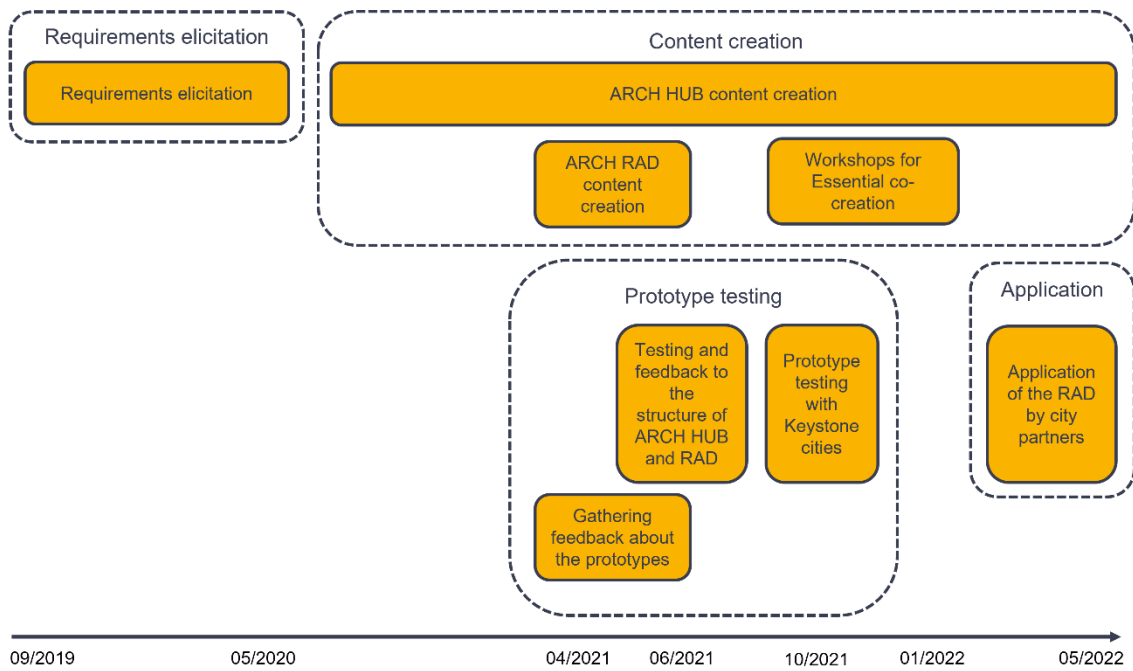 Requirements elicitation
Requirements elicitation
Content creation
ARCH HUB content creation
ARCH RAD
content
creation
Workshops for
Essential co-
creation
Prototype testing
Testing and
feedback to
the
structure of
ARCH HUB
and RAD
Prototype
testing
with
Keystone
cities
Gathering
feedback about
the prototypes
Application
Application
of the RAD
by city
partners
09/2019
05/2020
04/2021
06/2021
10/2021
01/2022
05/2022